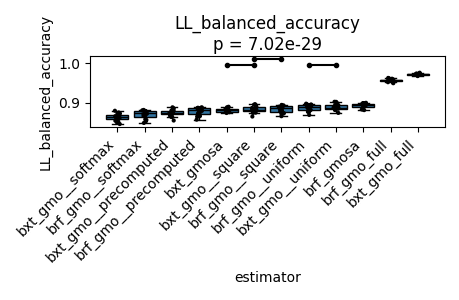 LL_balanced_accuracy
p = 7.02e-29
LL_balanced_accuracy
1.0
0.9
bxt_gmo__softmax
brf_gmo__softmax
bxt_gmo__precomputed
brf_gmo__precomputed
bxt_gmosa
bxt_gmo__square
brf_gmo__square
brf_gmo__uniform
bxt_gmo__uniform
brf_gmosa
brf_gmo_full
bxt_gmo_full
estimator